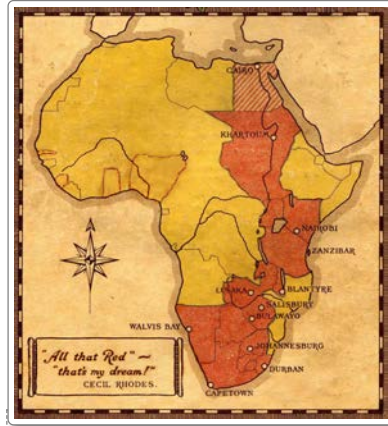 CAIRO
KHARTOUM
NAIROBI
ZANZIBAR
LUSAKA
BLANTYRE
SALISBURY
BULAWAYO
WALVIS BAY
JOHANNESBURG
DURBAN
CAPETOWN
"All that Red" ~
"that's my dream!"
CECIL RHODES.